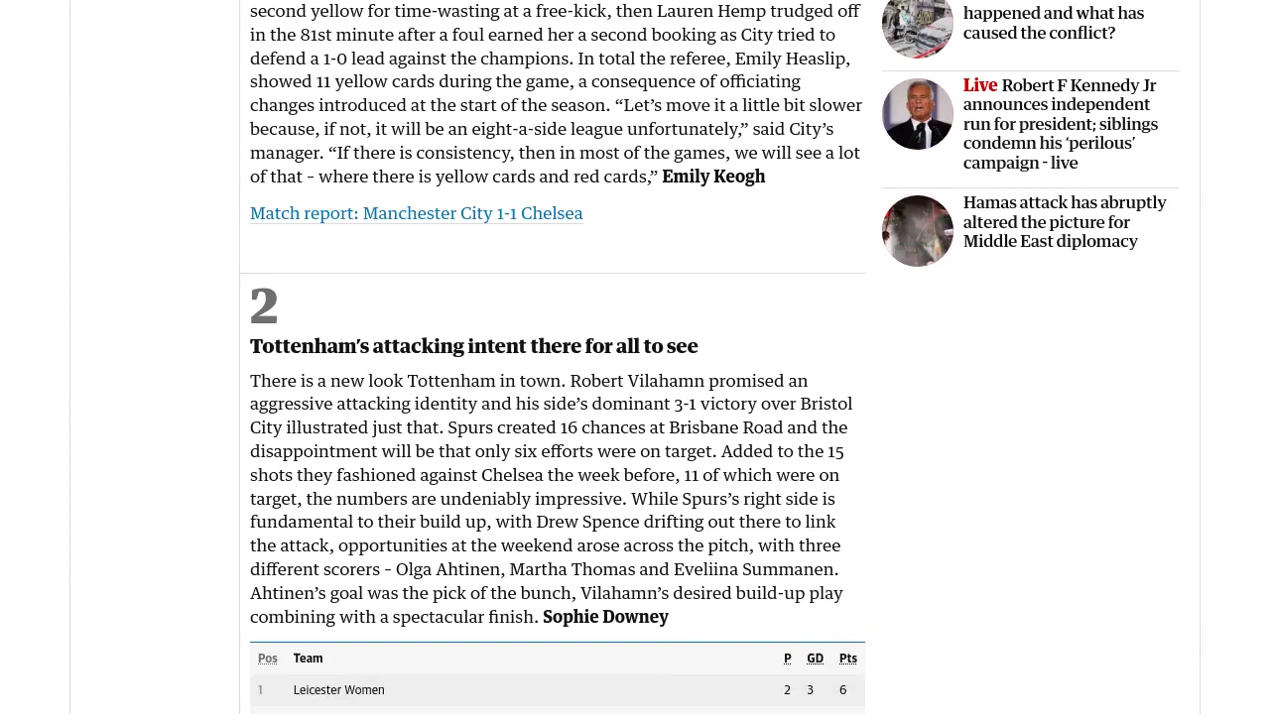 second yellow for time-wasting at a free-kick, then Lauren Hemp trudged off
in the 81st minute after a foul earned her a second booking as City tried to
defend a 1-0 lead against the champions. In total the referee, Emily Heaslip,
showed 11 yellow cards during the game, a consequence of officiating
changes introduced at the start of the season. “Let’s move it a little bit slower
because, if not, it will be an eight-a-side league unfortunately,” said City’s
manager. “If there is consistency, then in most of the games, we will see a lot
of that – where there is yellow cards and red cards,” Emily Keogh
Match report: Manchester City 1-1 Chelsea
2
Tottenham’s attacking intent there for all to see
There is a new look Tottenham in town. Robert Vilahamn promised an
aggressive attacking identity and his side’s dominant 3-1 victory over Bristol
City illustrated just that. Spurs created 16 chances at Brisbane Road and the
disappointment will be that only six efforts were on target. Added to the 15
shots they fashioned against Chelsea the week before, 11 of which were on
target, the numbers are undeniably impressive. While Spurs’s right side is
fundamental to their build up, with Drew Spence drifting out there to link
the attack, opportunities at the weekend arose across the pitch, with three
different scorers – Olga Ahtinen, Martha Thomas and Eveliina Summanen.
Ahtinen’s goal was the pick of the bunch, Vilahamn’s desired build-up play
combining with a spectacular finish. Sophie Downey
Pos Team P GD Pts
1 Leicester Women 2 3 6
happened and what has
caused the conflict?
Live Robert F Kennedy Jr
announces independent
run for president; siblings
condemn his ‘perilous’
campaign - live
Hamas attack has abruptly
altered the picture for
Middle East diplomacy